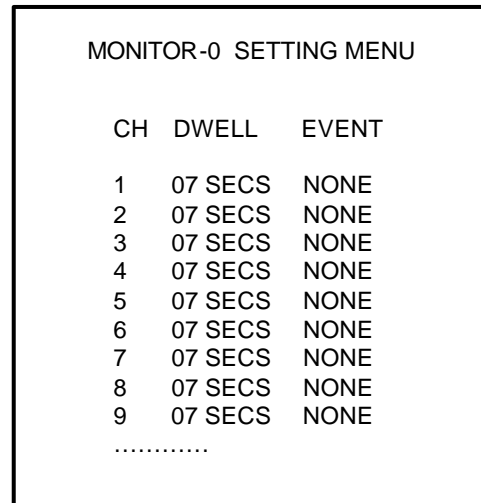 MONITOR-0 SETTING MENU
CH DWELL EVENT
1 07 SECS NONE
2 07 SECS NONE
3 07 SECS NONE
4 07 SECS NONE
5 07 SECS NONE
6 07 SECS NONE
7 07 SECS NONE
8 07 SECS NONE
9 07 SECS NONE
…………